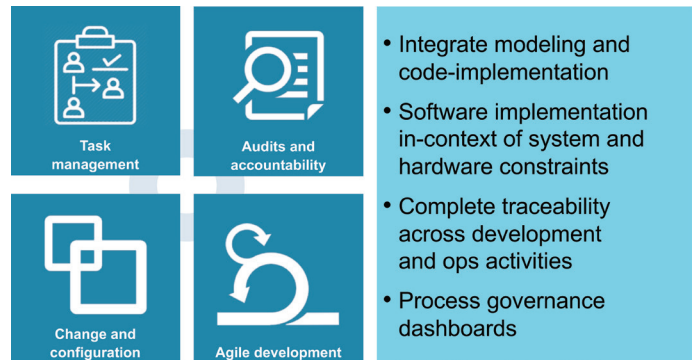 Task
management
Audits and
accountability
Change and
configuration
Agile development
• Integrate modeling and
code-implementation
• Software implementation
in-context of system and
hardware constraints
• Complete traceability
across development
and ops activities
• Process governance
dashboards